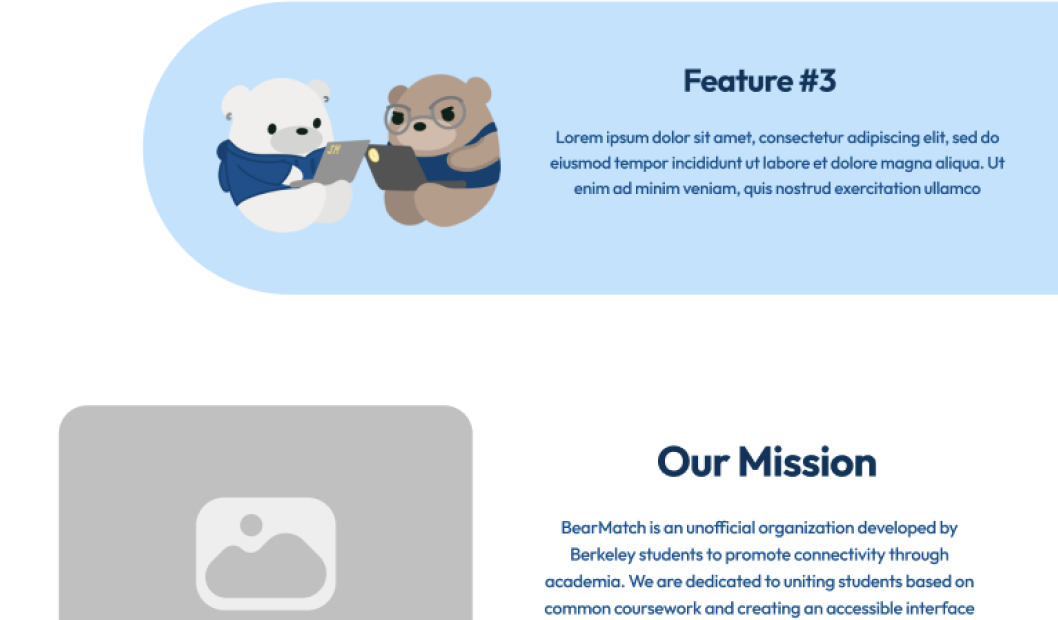 Feature #3
JM
Lorem ipsum dolor sit amet, consectetur adipiscing elit, sed do
eiusmod tempor incididunt ut labore et dolore magna aliqua. Ut
enim ad minim veniam, quis nostrud exercitation ullamco
Our Mission
BearMatch is an unofficial organization developed by
Berkeley students to promote connectivity through
academia. We are dedicated to uniting students based on
common coursework and creating an accessible interface